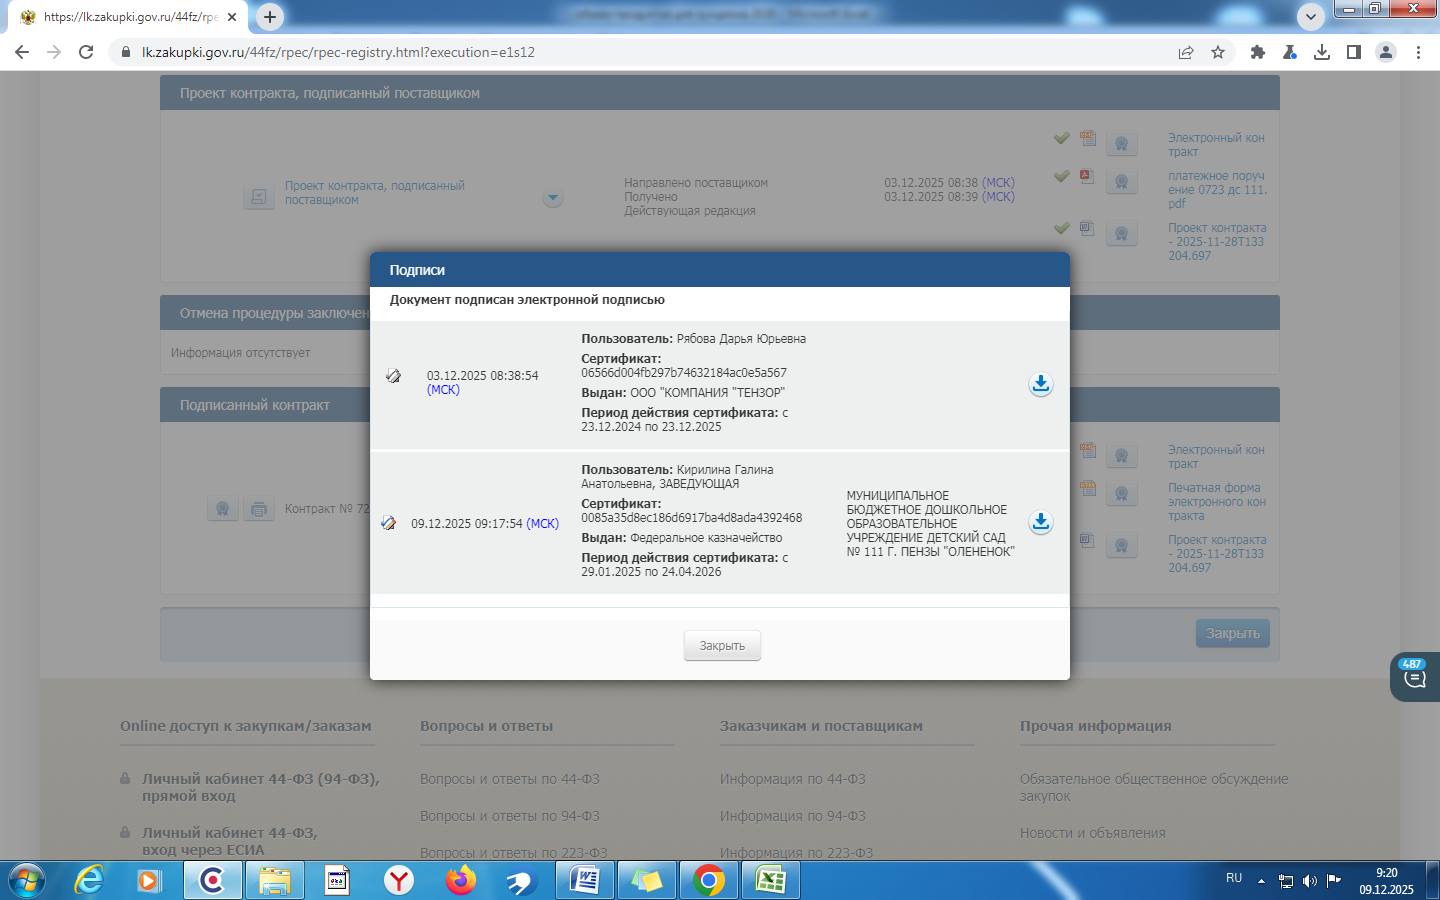 https://lk.zakupki.gov.ru/44fz/rpe
lk.zakupki.gov.ru/44fz/rpec/rpec-registry.html?execution=e1s12
Проект контракта, подписанный поставщиком
Проект контракта, подписанный
поставщиком
Направлено поставщиком 03.12.2025 08:38 (МСК)
Получено 03.12.2025 08:39 (МСК)
Действующая редакция
Электронный кон
тракт
платежное поруч
ение 0723 дс 111.
pdf
Проект контракта
- 2025-11-28T133
204.697
Отмена процедуры заключен
Информация отсутствует
Подписанный контракт
Контракт № 72
Электронный кон
тракт
Печатная форма
электронного кон
тракта
Проект контракта
- 2025-11-28T133
204.697
Закрыть
Подписи
Документ подписан электронной подписью
03.12.2025 08:38:54
(МСК)
Пользователь: Рябова Дарья Юрьевна
Сертификат:
06566d004fb297b74632184ac0e5a567
Выдан: ООО "КОМПАНИЯ "ТЕНЗОР"
Период действия сертификата: с
23.12.2024 по 23.12.2025
09.12.2025 09:17:54 (МСК)
Пользователь: Кирилина Галина
Анатольевна, ЗАВЕДУЮЩАЯ
Сертификат:
0085a35d8ec186d6917ba4d8ada4392468
Выдан: Федеральное казначейство
Период действия сертификата: с
29.01.2025 по 24.04.2026
МУНИЦИПАЛЬНОЕ
БЮДЖЕТНОЕ ДОШКОЛЬНОЕ
ОБРАЗОВАТЕЛЬНОЕ
УЧРЕЖДЕНИЕ ДЕТСКИЙ САД
№ 111 Г. ПЕНЗЫ "ОЛЕНЕНОК"
Закрыть
487
Online доступ к закупкам/заказам
Личный кабинет 44-ФЗ (94-ФЗ),
прямой вход
Личный кабинет 44-ФЗ,
вход через ЕСИА
Вопросы и ответы
Вопросы и ответы по 44-ФЗ
Вопросы и ответы по 94-ФЗ
Вопросы и ответы по 223-ФЗ
Заказчикам и поставщикам
Информация по 44-ФЗ
Информация по 94-ФЗ
Информация по 223-ФЗ
Прочая информация
Обязательное общественное обсуждение
закупок
Новости и объявления
RU
9:20
09.12.2025